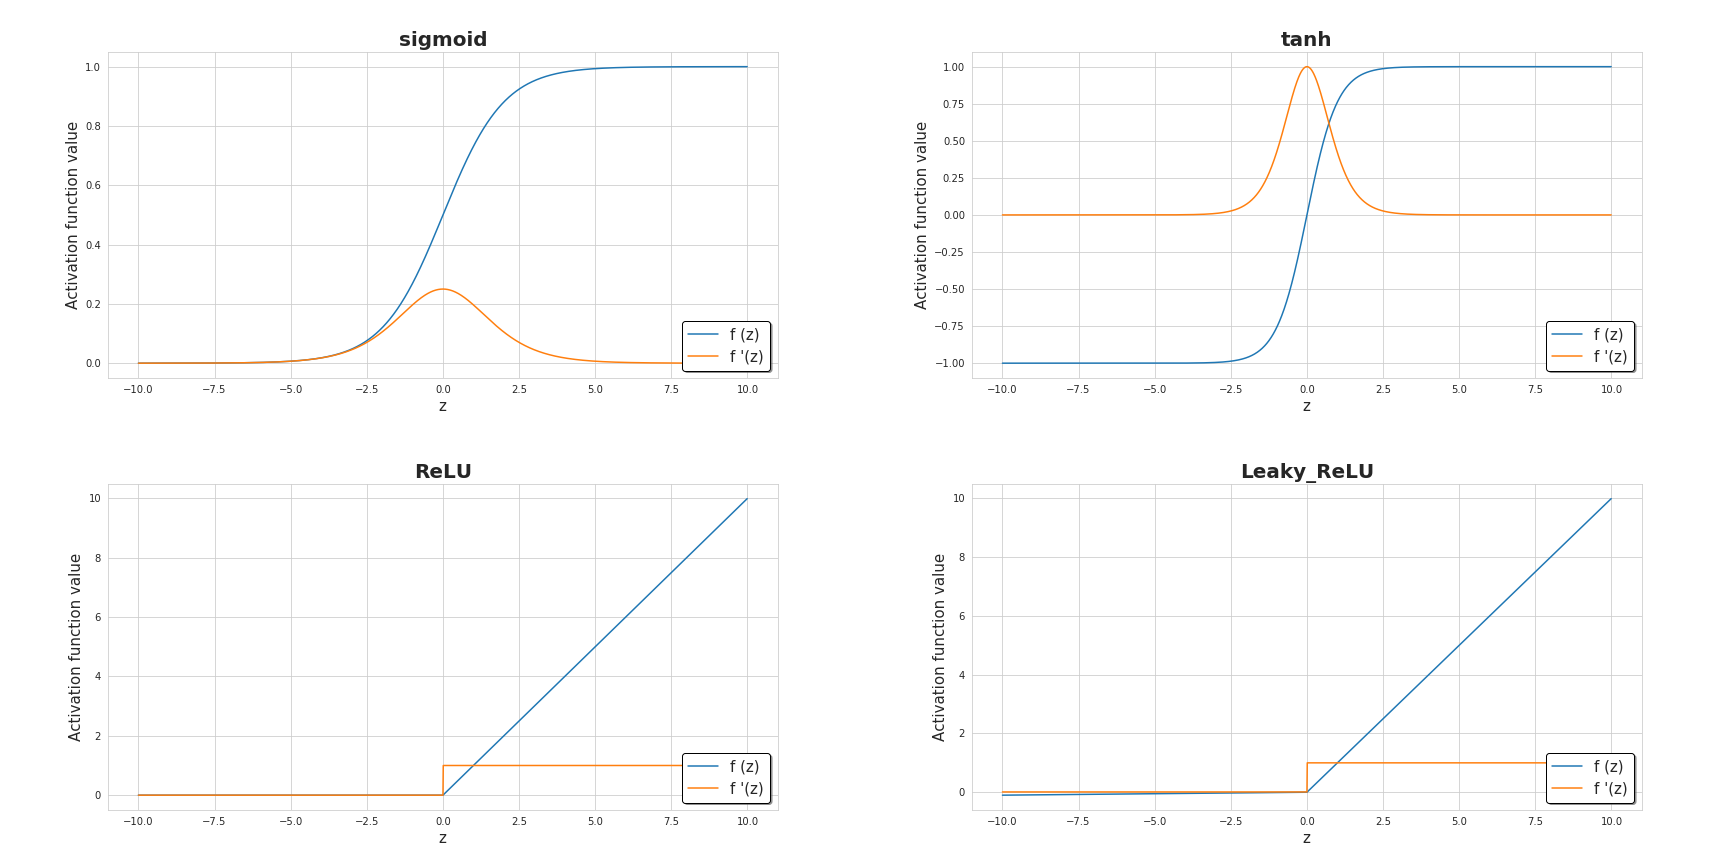 sigmoid
Activation function value
1.0
0.8
0.6
0.4
0.2
0.0
f (z)
f '(z)
−10.0 −7.5 −5.0 −2.5 0.0 2.5 5.0 7.5 10.0
z
tanh
Activation function value
1.00
0.75
0.50
0.25
0.00
−0.25
−0.50
−0.75
−1.00
f (z)
f '(z)
−10.0 −7.5 −5.0 −2.5 0.0 2.5 5.0 7.5 10.0
z
ReLU
Activation function value
10
8
6
4
2
0
f (z)
f '(z)
−10.0 −7.5 −5.0 −2.5 0.0 2.5 5.0 7.5 10.0
z
Leaky_ReLU
Activation function value
10
8
6
4
2
0
f (z)
f '(z)
−10.0 −7.5 −5.0 −2.5 0.0 2.5 5.0 7.5 10.0
z